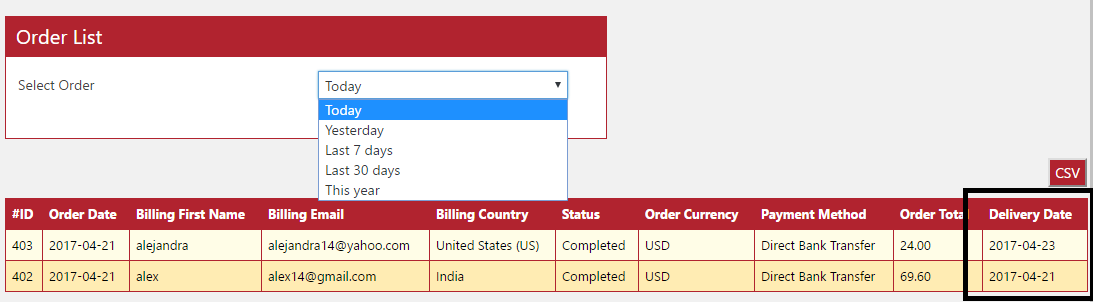 Order List
Select Order Today
Today
Yesterday
Last 7 days
Last 30 days
This year
CSV
#ID Order Date Billing First Name Billing Email Billing Country Status Order Currency Payment Method Order Total Delivery Date
403 2017-04-21 alejandra alejandra14@yahoo.com United States (US) Completed USD Direct Bank Transfer 24.00 2017-04-23
402 2017-04-21 alex alex14@gmail.com India Completed USD Direct Bank Transfer 69.60 2017-04-21